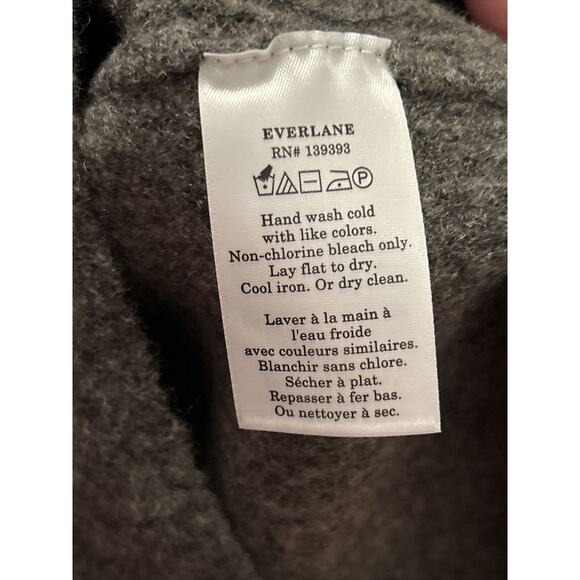 EVERLANE
RN# 139393
P
Hand wash cold
with like colors.
Non-chlorine bleach only.
Lay flat to dry.
Cool iron. Or dry clean.
Laver à la main à
l'eau froide
avec couleurs similaires.
Blanchir sans chlore.
Sécher à plat.
Repasser à fer bas.
Ou nettoyer à sec.